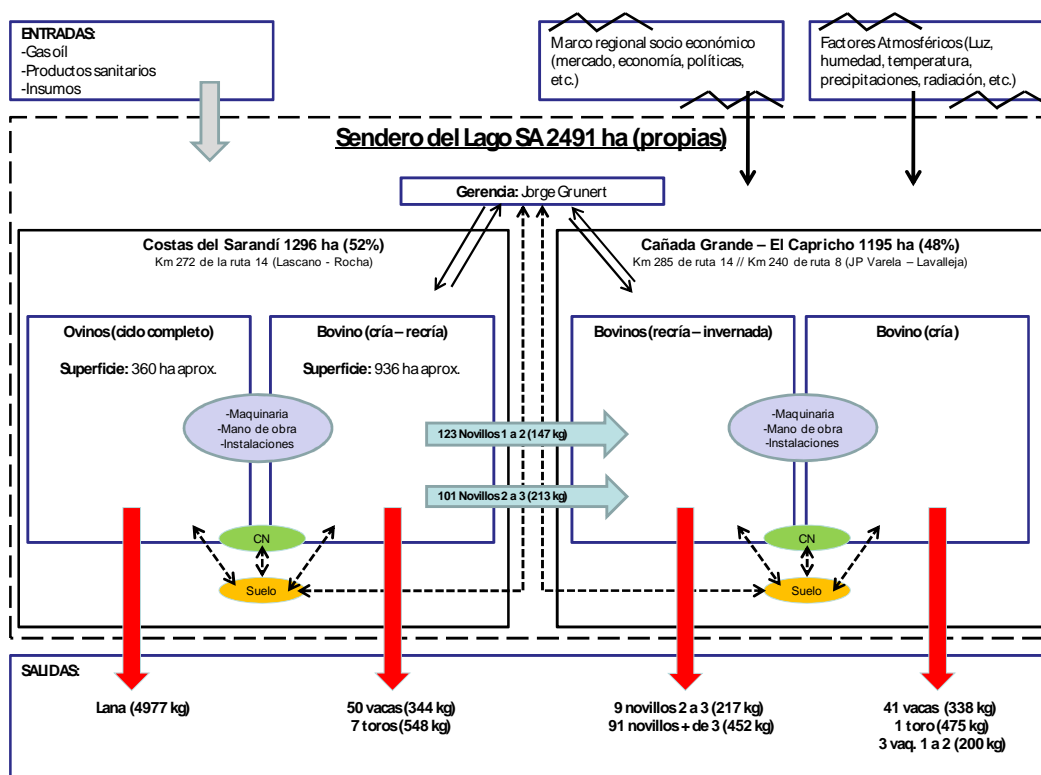 ENTRADAS:
-Gasoíl
-Productos sanitarios
-Insumos
Marco regional socio económico
(mercado, economía, políticas,
etc.)
Factores Atmosféricos (Luz,
humedad, temperatura,
precipitaciones, radiación, etc.)
Sendero del Lago SA 2491 ha (propias)
Gerencia: Jorge Grunert
Costas del Sarandí 1296 ha (52%)
Km 272 de la ruta 14 (Lascano - Rocha)
Cañada Grande – El Capricho 1195 ha (48%)
Km 285 de ruta 14 // Km 240 de ruta 8 (JP Varela – Lavalleja)
Ovinos (ciclo completo)
Superficie: 360 ha aprox.
Bovino (cría – recría)
Superficie: 936 ha aprox.
Bovinos (recría – invernada)
Bovino (cría)
-Maquinaria
-Mano de obra
-Instalaciones
-Maquinaria
-Mano de obra
-Instalaciones
123 Novillos 1 a 2 (147 kg)
101 Novillos 2 a 3 (213 kg)
CN
Suelo
CN
Suelo
SALIDAS:
Lana (4977 kg)
50 vacas (344 kg)
7 toros (548 kg)
9 novillos 2 a 3 (217 kg)
91 novillos + de 3 (452 kg)
41 vacas (338 kg)
1 toro (475 kg)
3 vaq. 1 a 2 (200 kg)